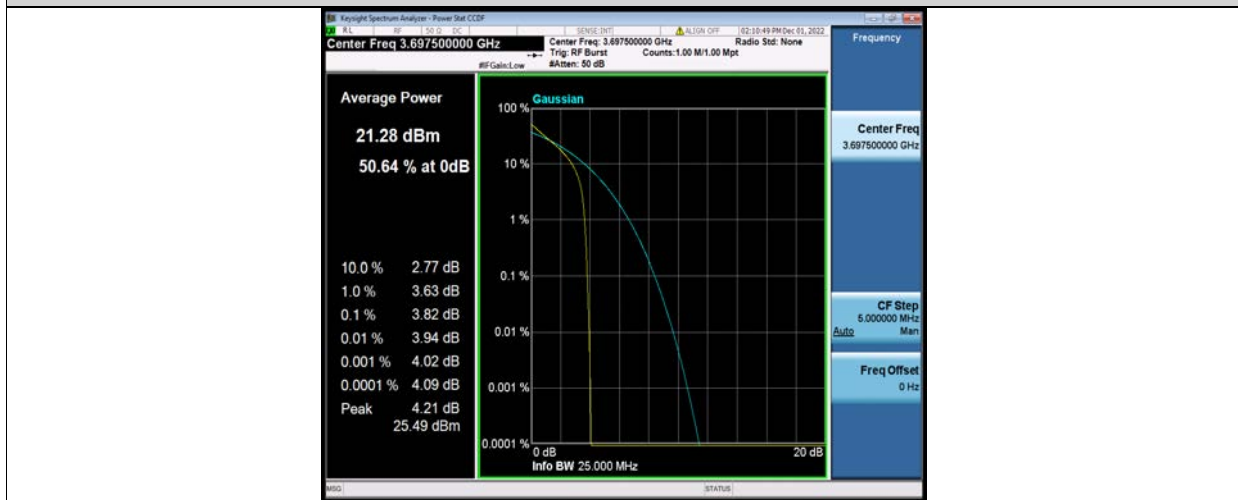 Keysight Spectrum Analyzer - Power Stat CCDF
RL RF 50 Ω DC SENSE:INT ALIGN OFF 02:10:49 PM Dec 01, 2022
Center Freq 3.697500000 GHz
Center Freq: 3.697500000 GHz Radio Std: None
Trig: RF Burst Counts:1.00 M/1.00 Mpt
#IFGain:Low #Atten: 50 dB
Average Power
21.28 dBm
50.64 % at 0dB
10.0 % 2.77 dB
1.0 % 3.63 dB
0.1 % 3.82 dB
0.01 % 3.94 dB
0.001 % 4.02 dB
0.0001 % 4.09 dB
Peak 4.21 dB
25.49 dBm
Gaussian
100 %
10 %
1 %
0.1 %
0.01 %
0.001 %
0.0001 %
0 dB 20 dB
Info BW 25.000 MHz
Frequency
Center Freq
3.697500000 GHz
CF Step
5.000000 MHz
Auto Man
Freq Offset
0 Hz
MSG STATUS